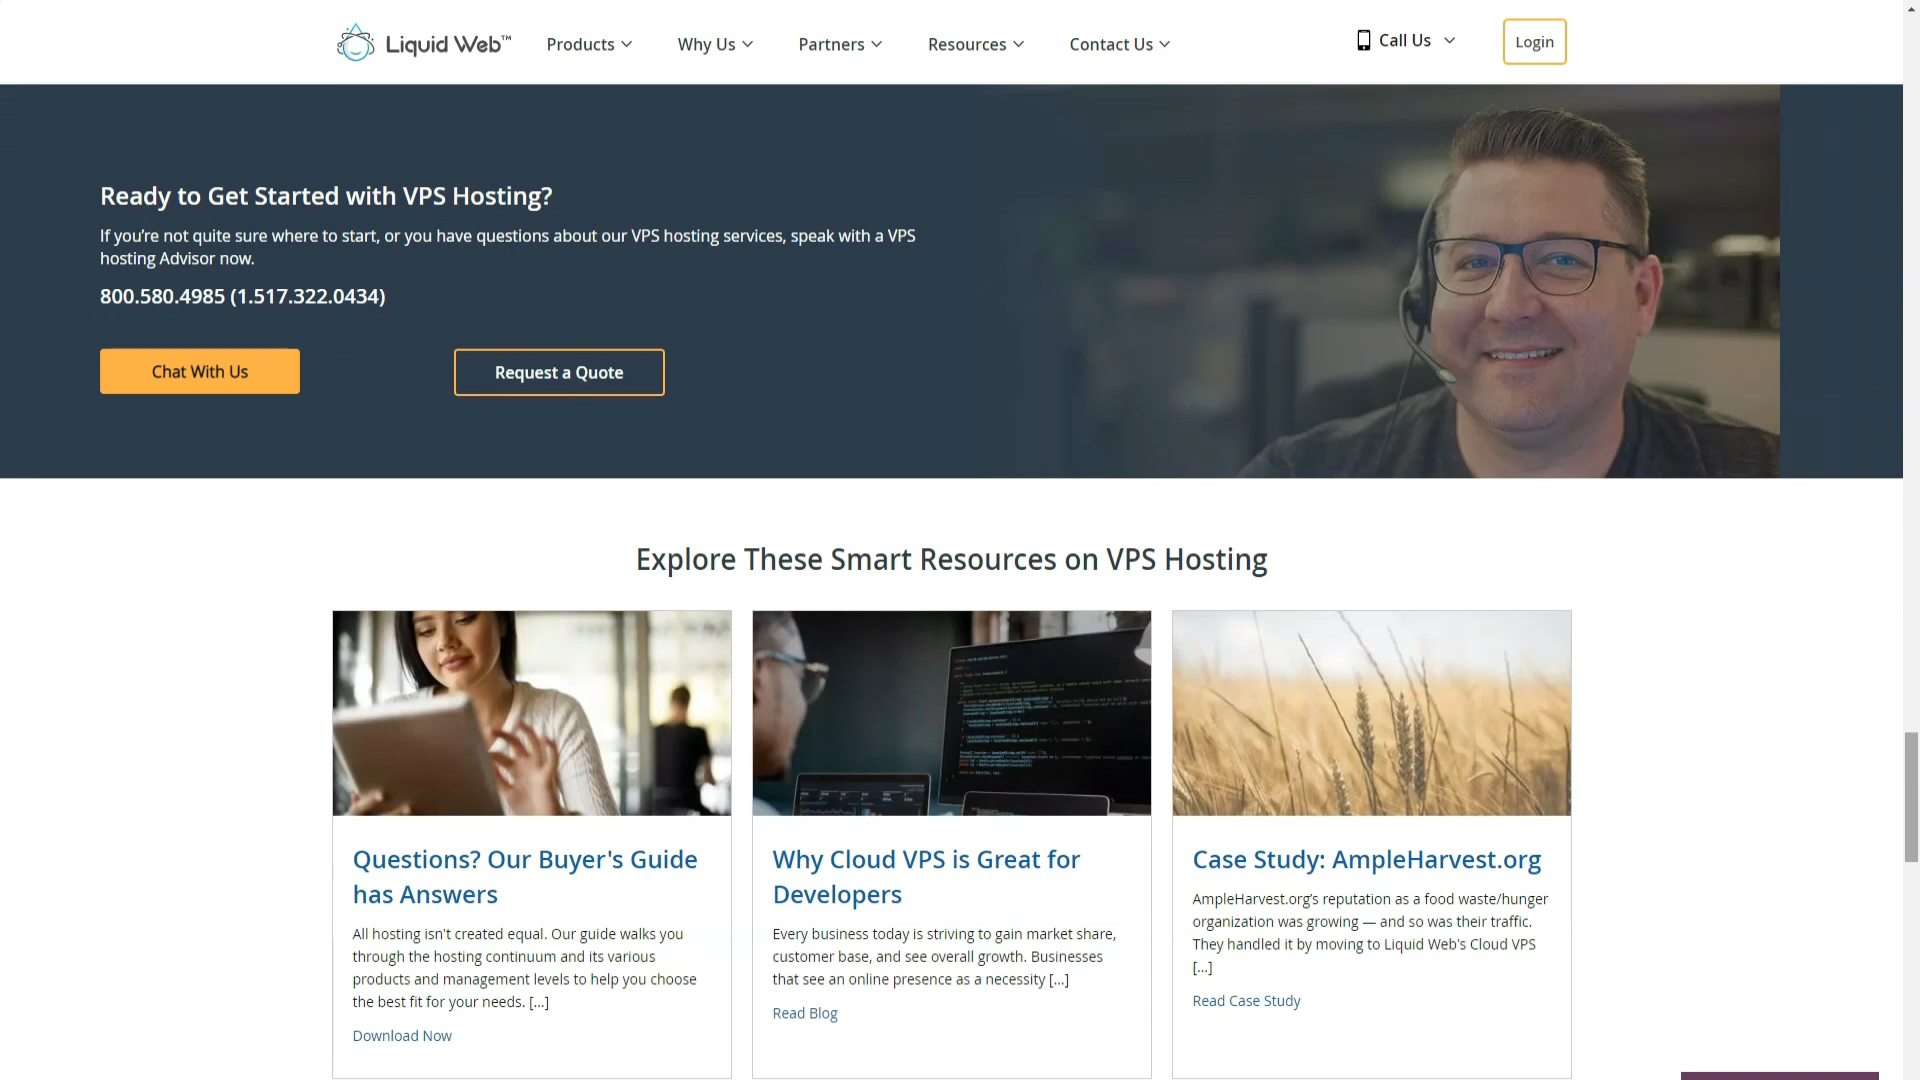 Liquid Web™
Products
Why Us
Partners
Resources
Contact Us
Call Us
Login
Ready to Get Started with VPS Hosting?
If you’re not quite sure where to start, or you have questions about our VPS hosting services, speak with a VPS
hosting Advisor now.
800.580.4985 (1.517.322.0434)
Chat With Us
Request a Quote
Explore These Smart Resources on VPS Hosting
Questions? Our Buyer's Guide
has Answers
All hosting isn't created equal. Our guide walks you
through the hosting continuum and its various
products and management levels to help you choose
the best fit for your needs. [...]
Download Now
Why Cloud VPS is Great for
Developers
Every business today is striving to gain market share,
customer base, and see overall growth. Businesses
that see an online presence as a necessity [...]
Read Blog
Case Study: AmpleHarvest.org
AmpleHarvest.org’s reputation as a food waste/hunger
organization was growing — and so was their traffic.
They handled it by moving to Liquid Web's Cloud VPS
[...]
Read Case Study